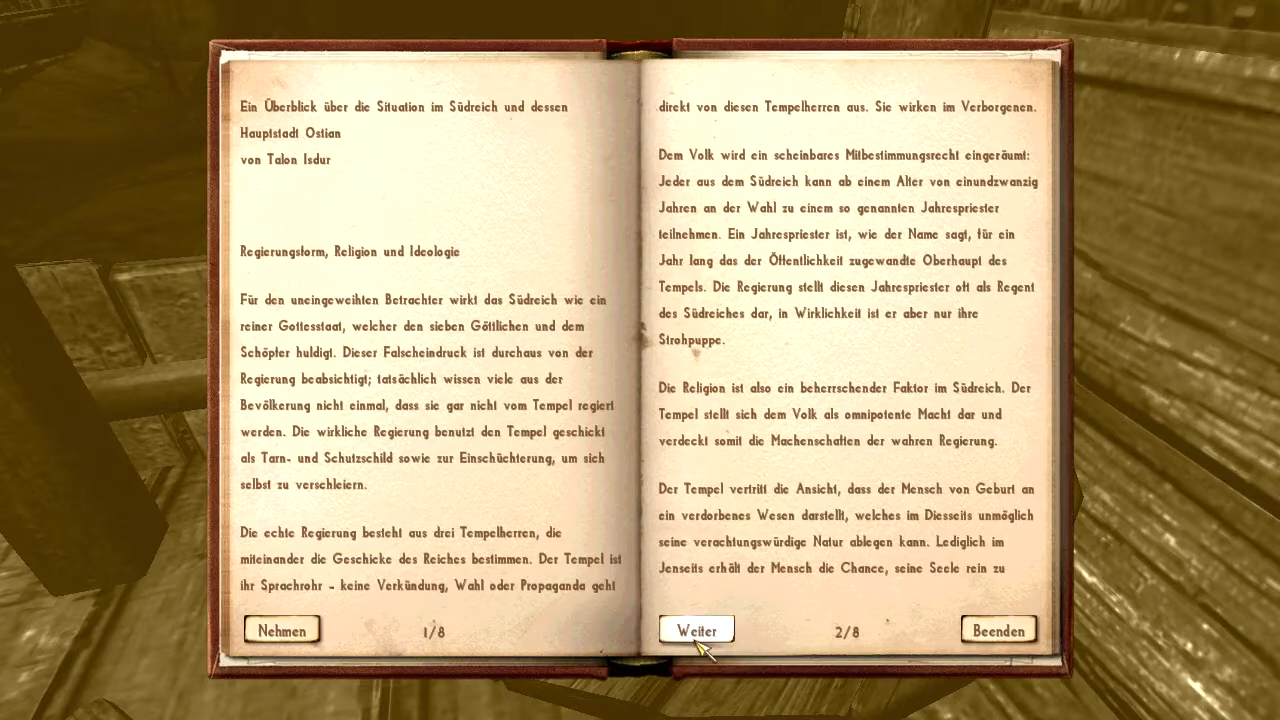 Ein Überblick über die Situation im Südreich und dessen
Hauptstadt Ostian
von Talon Isdur
Regierungsform, Religion und Ideologie
Für den uneingeweihten Betrachter wirkt das Südreich wie ein
reiner Gottesstaat, welcher den sieben Göttlichen und dem
Schöpfer huldigt. Dieser Falscheindruck ist durchaus von der
Regierung beabsichtigt; tatsächlich wissen viele aus der
Bevölkerung nicht einmal, dass sie gar nicht vom Tempel regiert
werden. Die wirkliche Regierung benutzt den Tempel geschickt
als Tarn- und Schutzschild sowie zur Einschüchterung, um sich
selbst zu verschleiern.
Die echte Regierung besteht aus drei Tempelherren, die
miteinander die Geschicke des Reiches bestimmen. Der Tempel ist
ihr Sprachrohr - keine Verkündung, Wahl oder Propaganda geht
Nehmen
1/8
direkt von diesen Tempelherren aus. Sie wirken im Verborgenen.
Dem Volk wird ein scheinbares Mitbestimmungsrecht eingeräumt:
Jeder aus dem Südreich kann ab einem Alter von einundzwanzig
Jahren an der Wahl zu einem so genannten Jahrespriester
teilnehmen. Ein Jahrespriester ist, wie der Name sagt, für ein
Jahr lang das der Öffentlichkeit zugewandte Oberhaupt des
Tempels. Die Regierung stellt diesen Jahrespriester oft als Regent
des Südreiches dar, in Wirklichkeit ist er aber nur ihre
Strohpuppe.
Die Religion ist also ein beherrschender Faktor im Südreich. Der
Tempel stellt sich dem Volk als omnipotente Macht dar und
verdeckt somit die Machenschaften der wahren Regierung.
Der Tempel vertritt die Ansicht, dass der Mensch von Geburt an
ein verdorbenes Wesen darstellt, welches im Diesseits unmöglich
seine verachtungswürdige Natur ablegen kann. Lediglich im
Jenseits erhält der Mensch die Chance, seine Seele rein zu
Weiter
2/8
Beenden